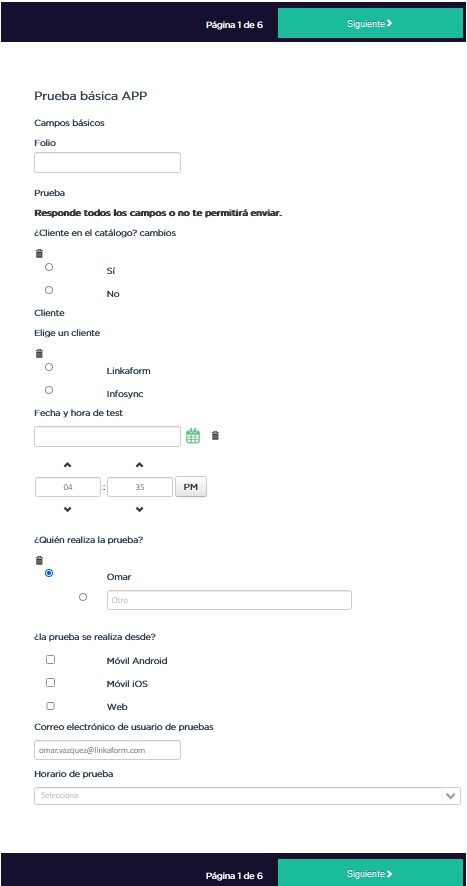 Página 1 de 6
Siguiente
Prueba básica APP
Campos básicos
Folio
Prueba
Responde todos los campos o no te permitirá enviar.
¿Cliente en el catálogo? cambios
Sí
No
Cliente
Elige un cliente
Linkaform
Infosync
Fecha y hora de test
04 : 35 PM
¿Quién realiza la prueba?
Omar
Otro
¿la prueba se realiza desde?
Móvil Android
Móvil iOS
Web
Correo electrónico de usuario de pruebas
omar.vazquez@linkaform.com
Horario de prueba
Selecciona
Página 1 de 6
Siguiente